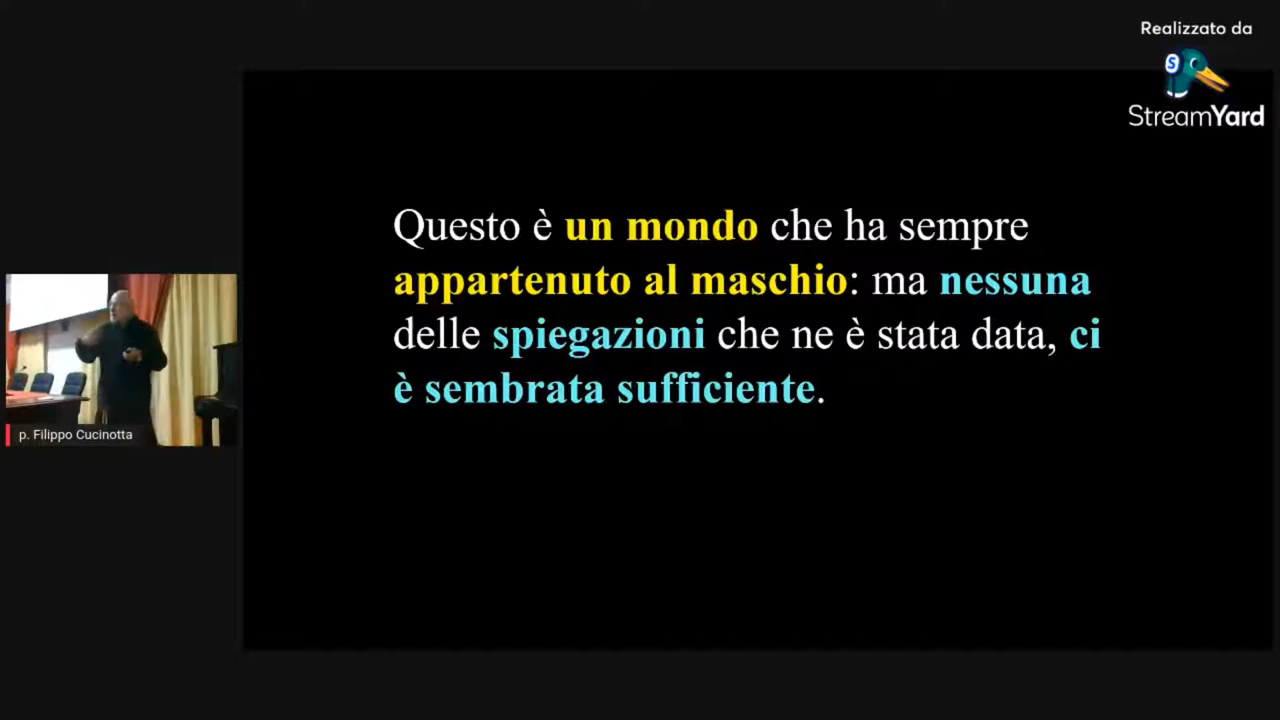 Realizzato da
StreamYard
Questo è un mondo che ha sempre
appartenuto al maschio: ma nessuna
delle spiegazioni che ne è stata data, ci
è sembrata sufficiente.
p. Filippo Cucinotta